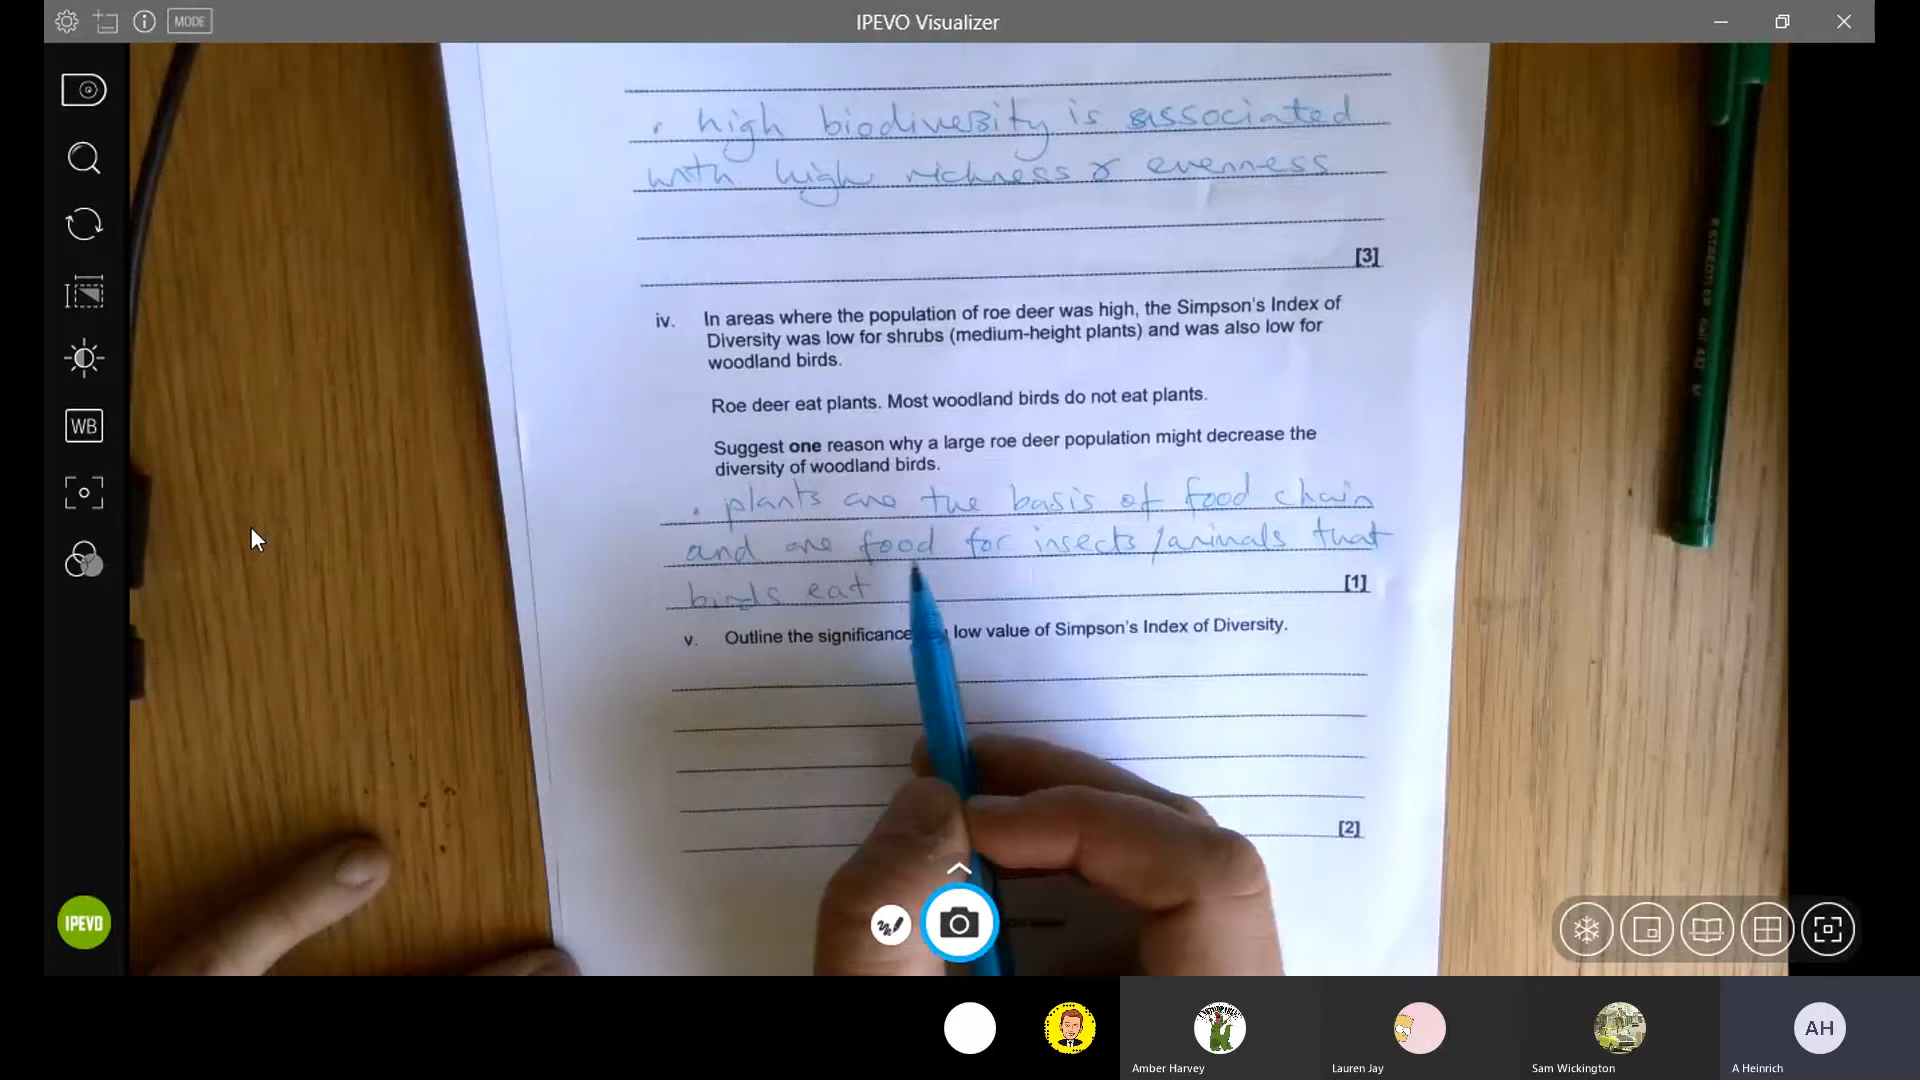 MODE
IPEVO Visualizer
· high biodiversity is associated
with high richness & evenness
[3]
iv. In areas where the population of roe deer was high, the Simpson's Index of
Diversity was low for shrubs (medium-height plants) and was also low for
woodland birds.
Roe deer eat plants. Most woodland birds do not eat plants.
Suggest one reason why a large roe deer population might decrease the
diversity of woodland birds.
· plants are the basis of food chain
and are food for insects/animals that
birds eat
[1]
v. Outline the significance low value of Simpson's Index of Diversity.
[2]
WB
IPEVO
STAEDTLER
AH
Amber Harvey
Lauren Jay
Sam Wickington
A Heinrich